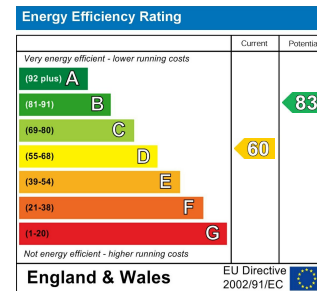 Energy Efficiency Rating
Current Potentia
Very energy efficient - lower running costs
(92 plus) A
(81-91) B
83
(69-80) C
(55-68) D
60
(39-54) E
(21-38) F
(1-20) G
Not energy efficient - higher running costs
England & Wales
EU Directive
2002/91/EC